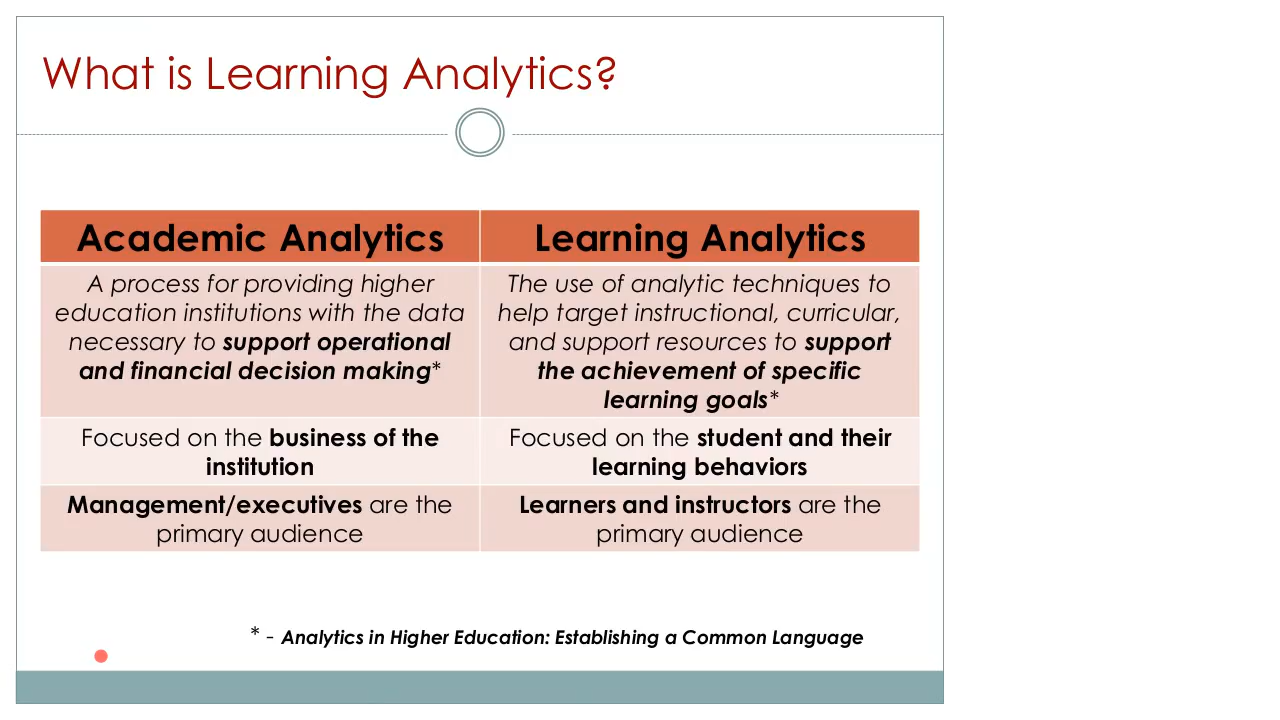 What is Learning Analytics?
Academic Analytics
Learning Analytics
A process for providing higher
education institutions with the data
necessary to support operational
and financial decision making*
The use of analytic techniques to
help target instructional, curricular,
and support resources to support
the achievement of specific
learning goals*
Focused on the business of the
institution
Focused on the student and their
learning behaviors
Management/executives are the
primary audience
Learners and instructors are the
primary audience
* - Analytics in Higher Education: Establishing a Common Language